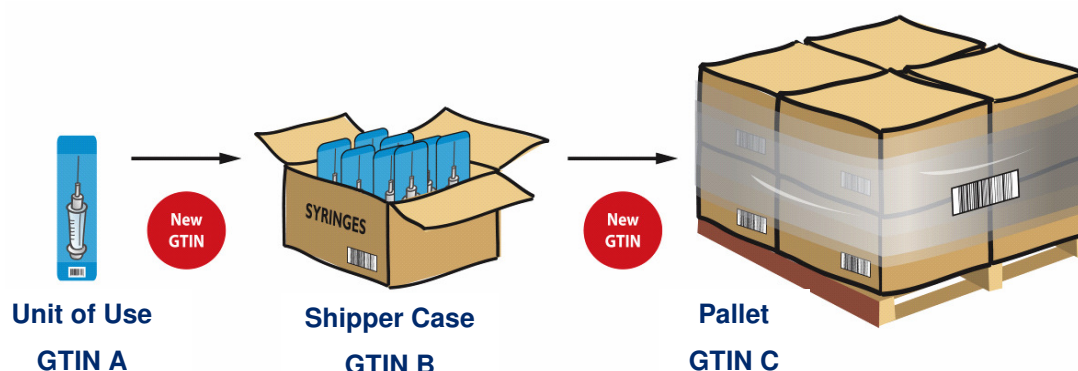 New
GTIN
SYRINGES
New
GTIN
Unit of Use
GTIN A
Shipper Case
GTIN B
Pallet
GTIN C